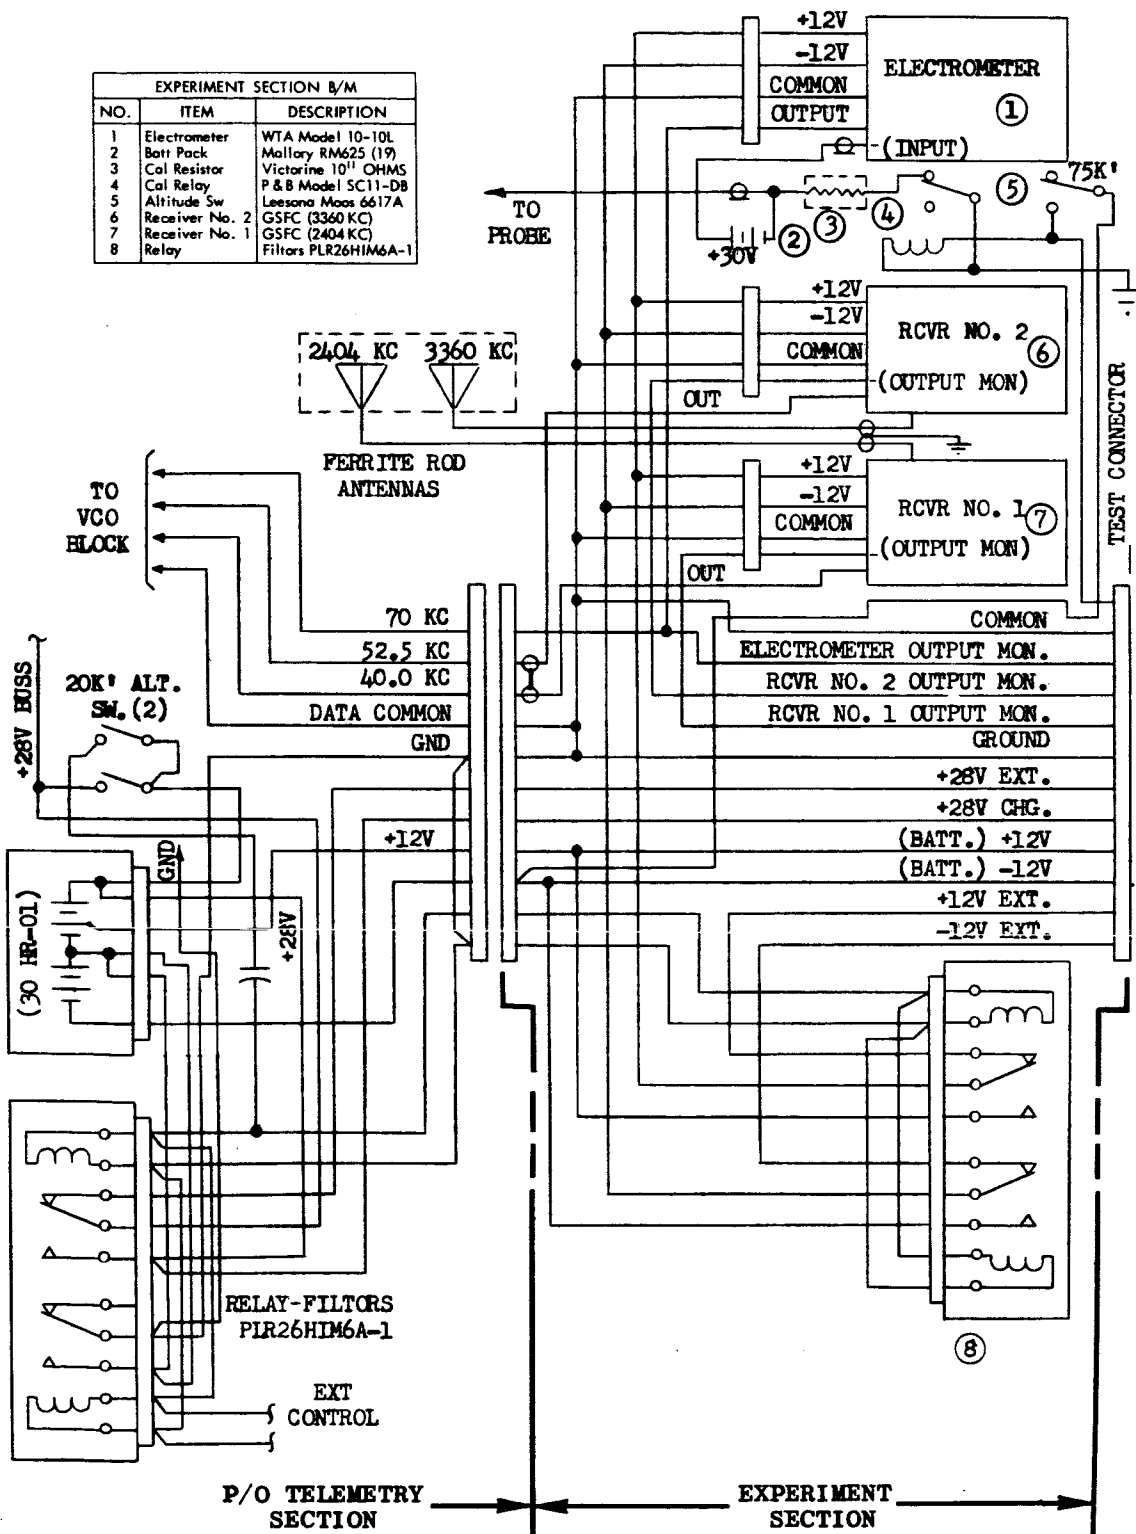 EXPERIMENT SECTION B/M
NO. ITEM DESCRIPTION
1 Electrometer WTA Model 10-10L
2 Batt Pack Mallory RM625 (19)
3 Cal Resistor Victorine 10¹¹ OHMS
4 Cal Relay P & B Model SC11-DB
5 Altitude Sw Leesona Moos 6617A
6 Receiver No. 2 GSFC (3360 KC)
7 Receiver No. 1 GSFC (2404 KC)
8 Relay Filtors PLR26HIM6A-1
+12V
-12V
COMMON
OUTPUT
ELECTROMETER
1
(INPUT)
TO
PROBE
+30V
2
3
4
5
75K'
+12V
-12V
COMMON
RCVR NO. 2
6
(OUTPUT MON)
OUT
2404 KC 3360 KC
FERRITE ROD
ANTENNAS
+12V
-12V
COMMON
RCVR NO. 1
7
(OUTPUT MON)
OUT
TEST CONNECTOR
TO
VCO
BLOCK
70 KC
52.5 KC
40.0 KC
DATA COMMON
GND
+12V
COMMON
ELECTROMETER OUTPUT MON.
RCVR NO. 2 OUTPUT MON.
RCVR NO. 1 OUTPUT MON.
GROUND
+28V EXT.
+28V CHG.
(BATT.) +12V
(BATT.) -12V
+12V EXT.
-12V EXT.
+28V BUSS
20K' ALT.
SW. (2)
GND
+28V
(30 HR-01)
RELAY-FILTORS
PLR26HIM6A-1
EXT
CONTROL
8
P/O TELEMETRY
SECTION
EXPERIMENT
SECTION